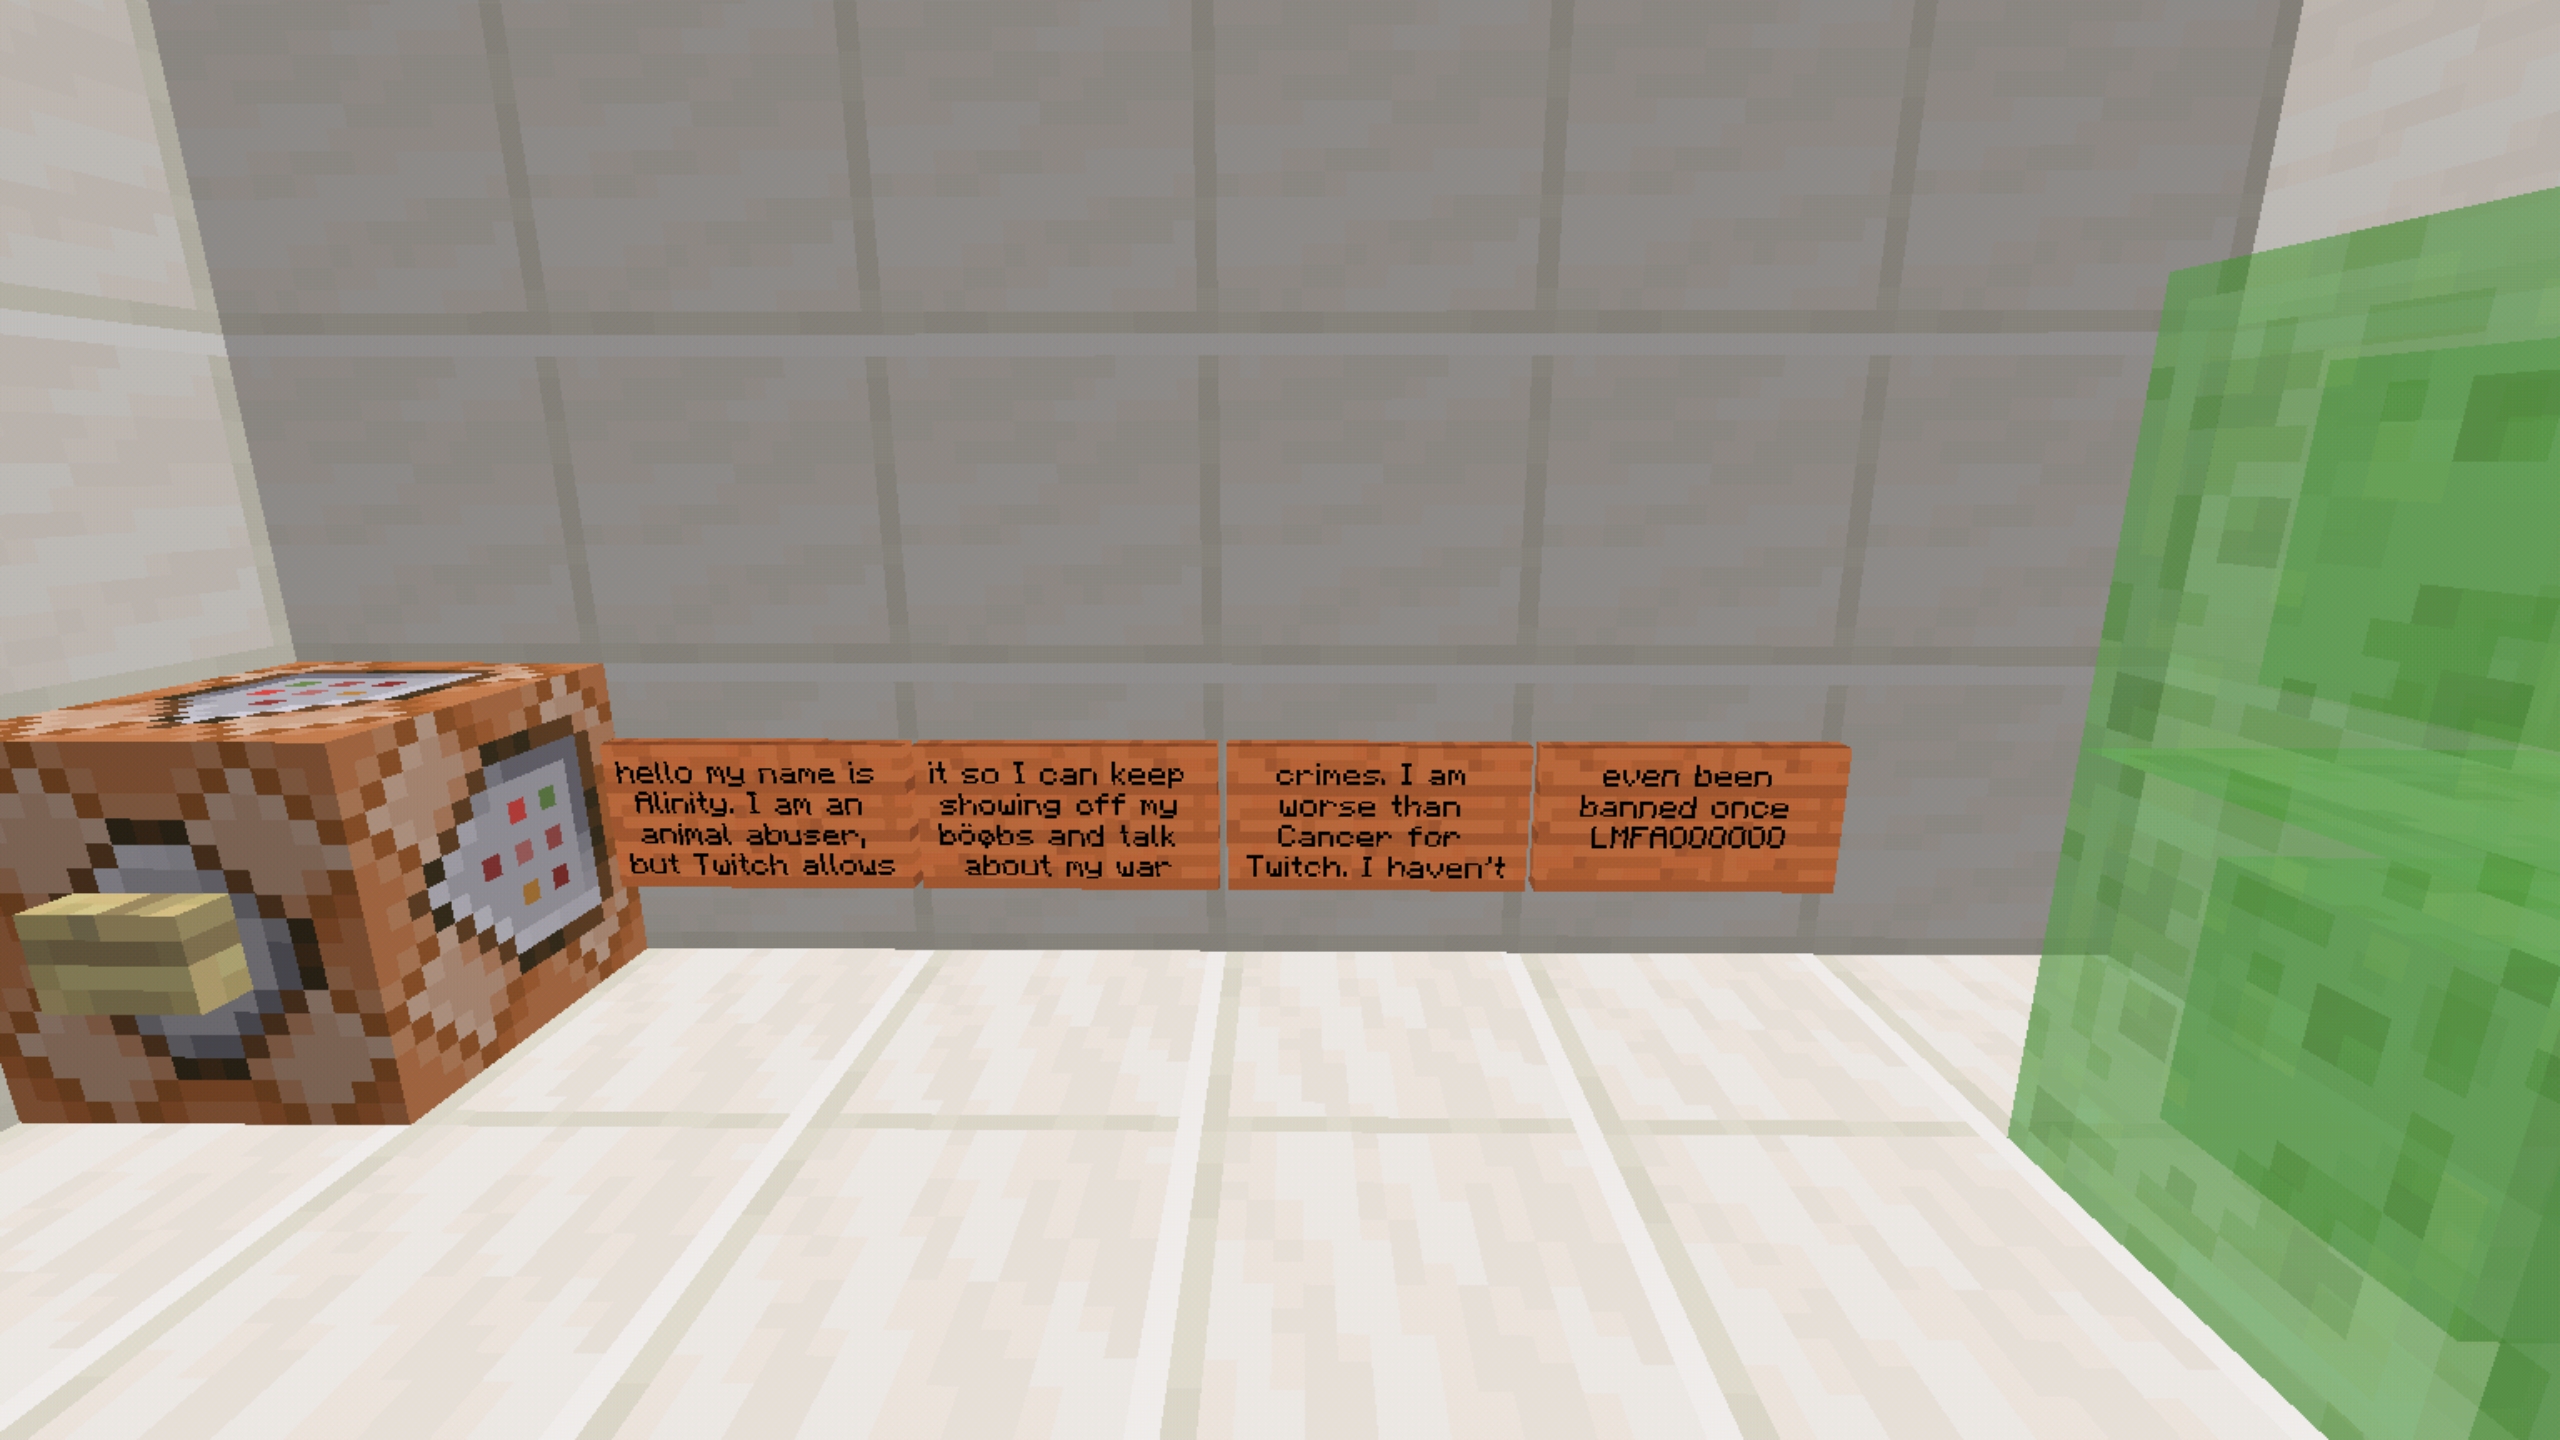 hello my name is
Alinity. I am an
animal abuser,
but Twitch allows
it so I can keep
showing off my
böǫbs and talk
about my war
crimes. I am
worse than
Cancer for
Twitch. I haven't
even been
banned once
LMFAOOOOOO